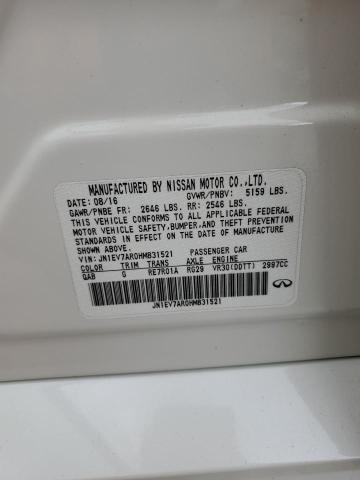 MANUFACTURED BY NISSAN MOTOR CO.,LTD.
DATE: 08/16 GVWR/PNBV: 5159 LBS.
GAWR/PNBE FR: 2646 LBS. RR: 2546 LBS.
THIS VEHICLE CONFORMS TO ALL APPLICABLE FEDERAL
MOTOR VEHICLE SAFETY,BUMPER,AND THEFT PREVENTION
STANDARDS IN EFFECT ON THE DATE OF MANUFACTURE
SHOWN ABOVE.
VIN: JN1EV7AR0HM831521 PASSENGER CAR
COLOR TRIM TRANS AXLE ENGINE
QAB G RE7R01A RG29 VR30(DDTT) 2997CC
JN1EV7AR0HM831521
INFINITI